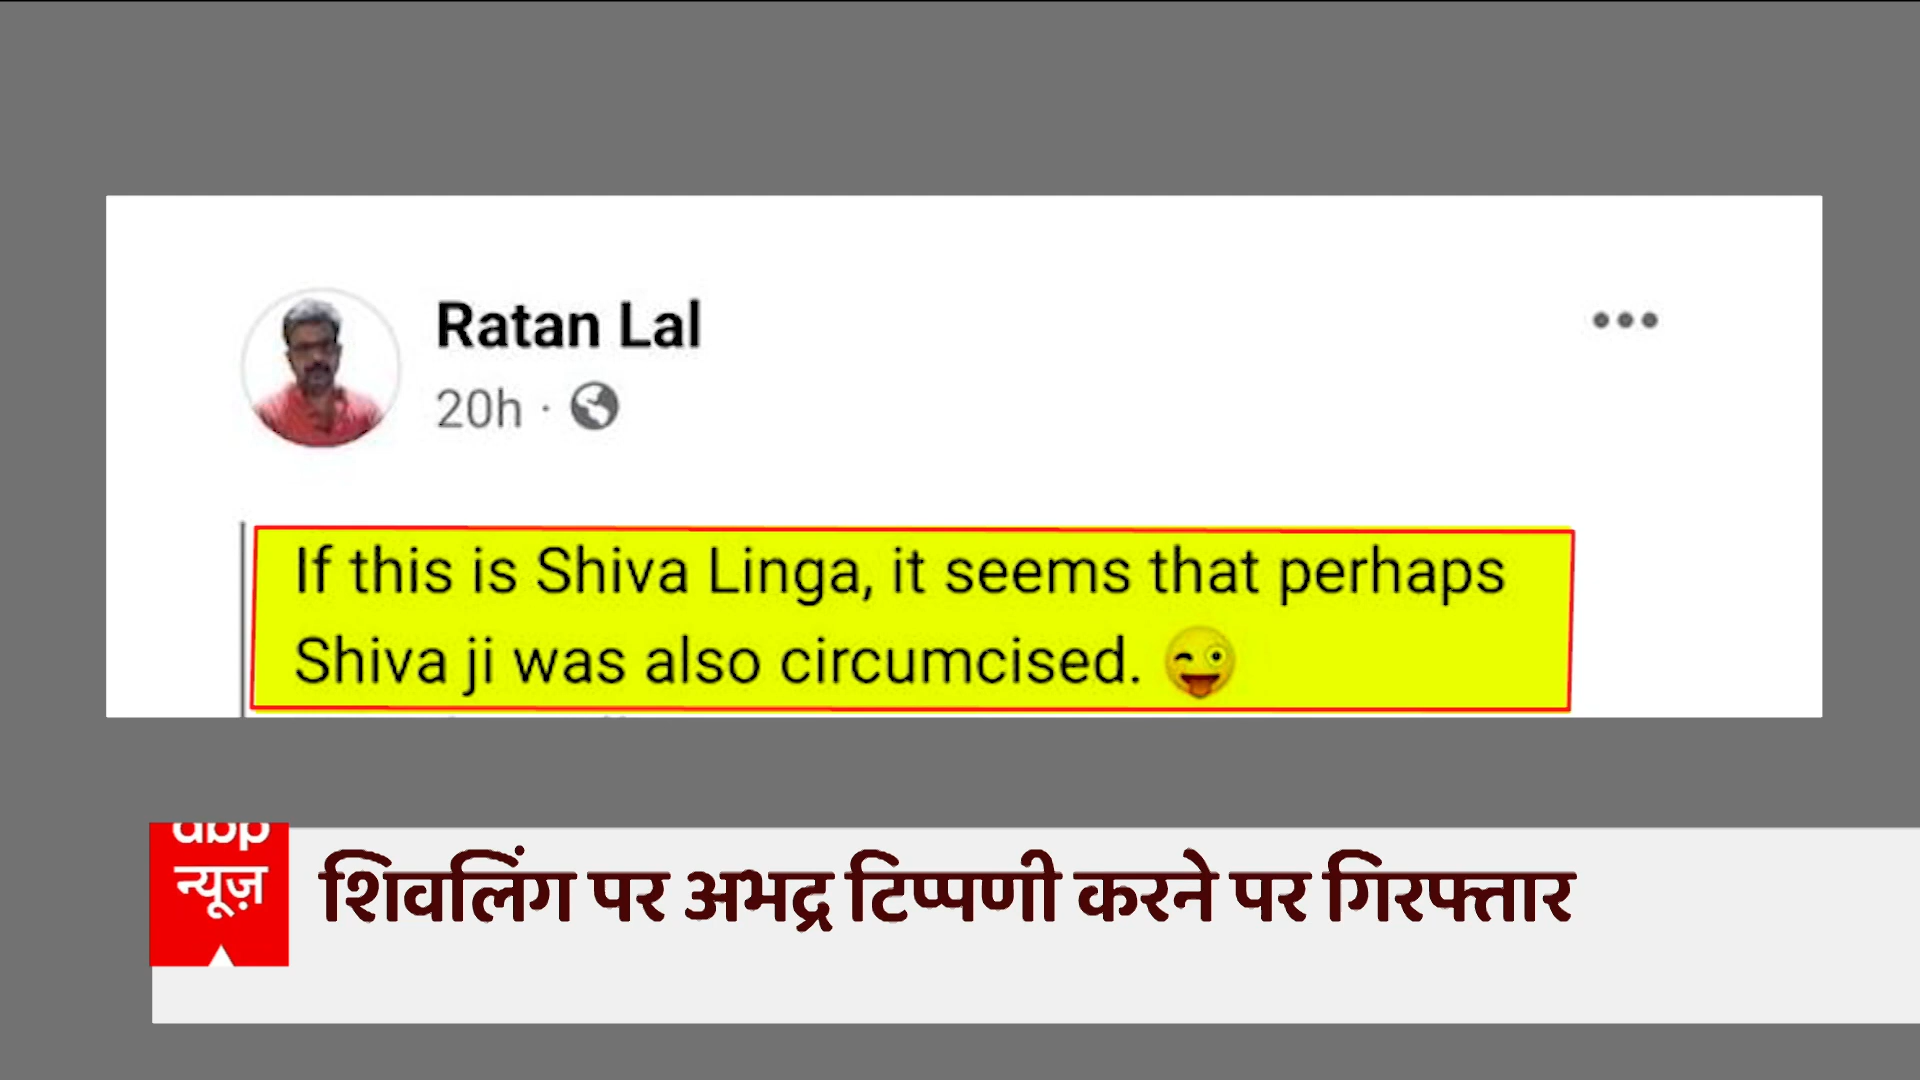 Ratan Lal
20h ·
If this is Shiva Linga, it seems that perhaps
Shiva ji was also circumcised. 😜
abp
न्यूज़
शिवलिंग पर अभद्र टिप्पणी करने पर गिरफ्तार